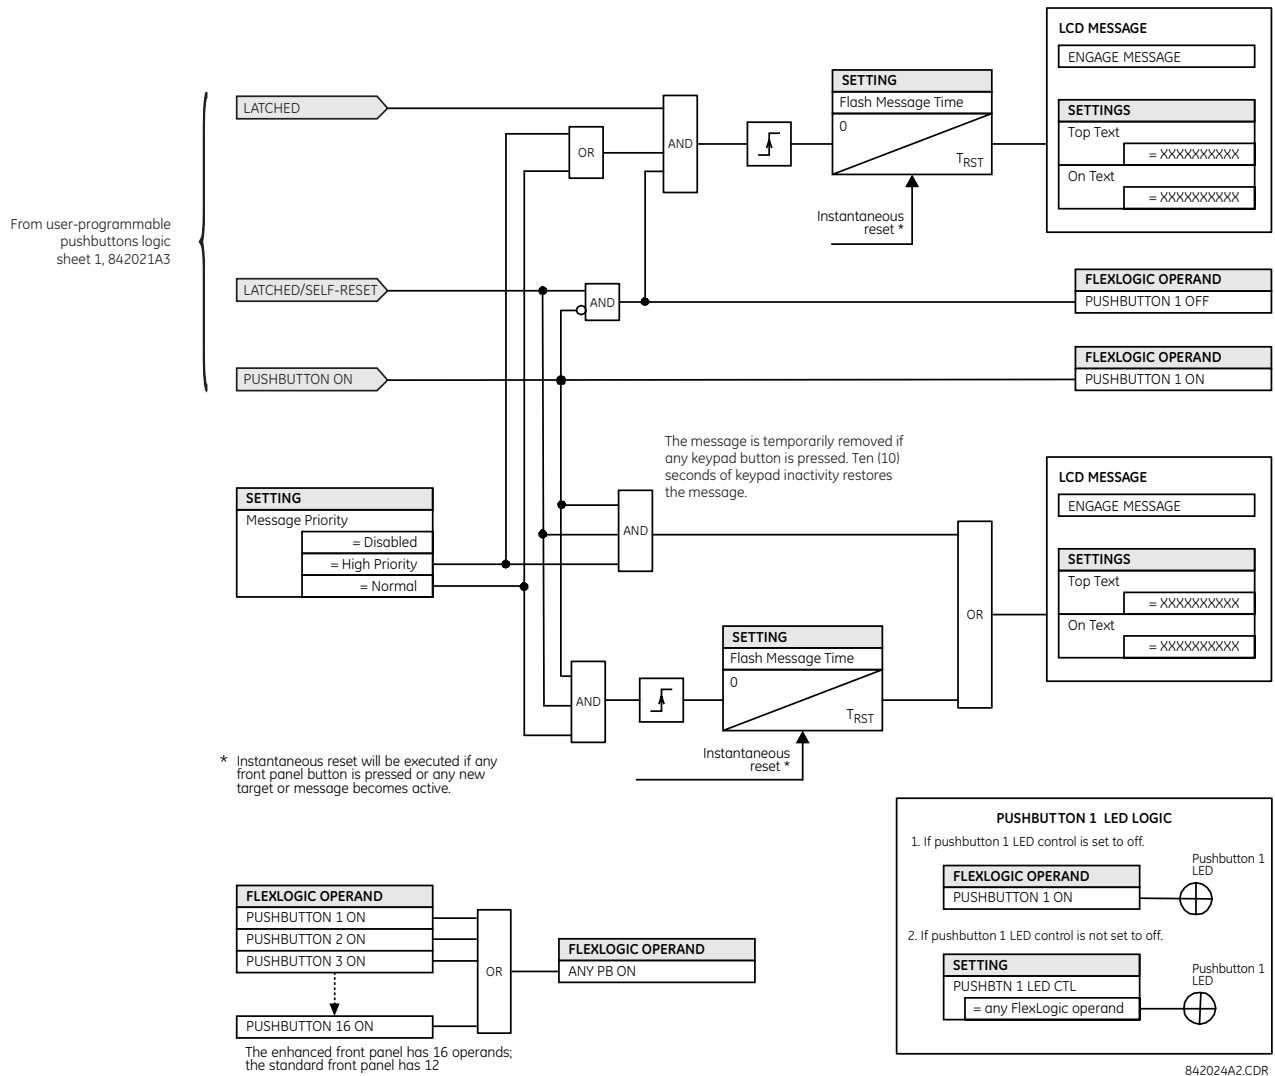 LCD MESSAGE
ENGAGE MESSAGE
SETTING
Flash Message Time
0
TRST
SETTINGS
Top Text
= XXXXXXXXXX
On Text
= XXXXXXXXXX
LATCHED
OR
AND
Instantaneous
reset *
From user-programmable
pushbuttons logic
sheet 1, 842021A3
LATCHED/SELF-RESET
AND
FLEXLOGIC OPERAND
PUSHBUTTON 1 OFF
PUSHBUTTON ON
FLEXLOGIC OPERAND
PUSHBUTTON 1 ON
The message is temporarily removed if
any keypad button is pressed. Ten (10)
seconds of keypad inactivity restores
the message.
SETTING
Message Priority
= Disabled
= High Priority
= Normal
AND
OR
LCD MESSAGE
ENGAGE MESSAGE
SETTINGS
Top Text
= XXXXXXXXXX
On Text
= XXXXXXXXXX
AND
SETTING
Flash Message Time
0
TRST
Instantaneous
reset *
* Instantaneous reset will be executed if any
front panel button is pressed or any new
target or message becomes active.
PUSHBUTTON 1 LED LOGIC
1. If pushbutton 1 LED control is set to off.
FLEXLOGIC OPERAND
PUSHBUTTON 1 ON
Pushbutton 1
LED
2. If pushbutton 1 LED control is not set to off.
SETTING
PUSHBTN 1 LED CTL
= any FlexLogic operand
Pushbutton 1
LED
FLEXLOGIC OPERAND
PUSHBUTTON 1 ON
PUSHBUTTON 2 ON
PUSHBUTTON 3 ON
PUSHBUTTON 16 ON
OR
FLEXLOGIC OPERAND
ANY PB ON
The enhanced front panel has 16 operands;
the standard front panel has 12
842024A2.CDR